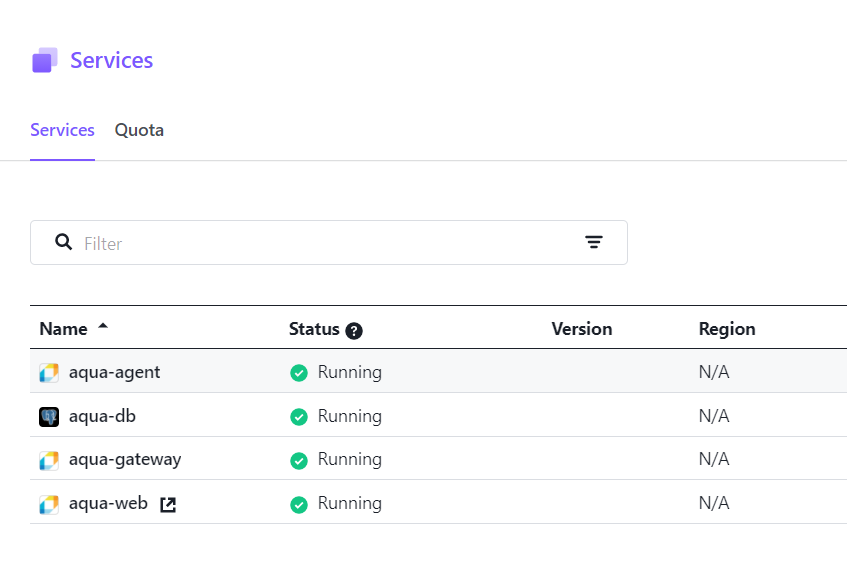 Services
Services Quota
Filter
Name Status ? Version Region
aqua-agent Running N/A
aqua-db Running N/A
aqua-gateway Running N/A
aqua-web Running N/A